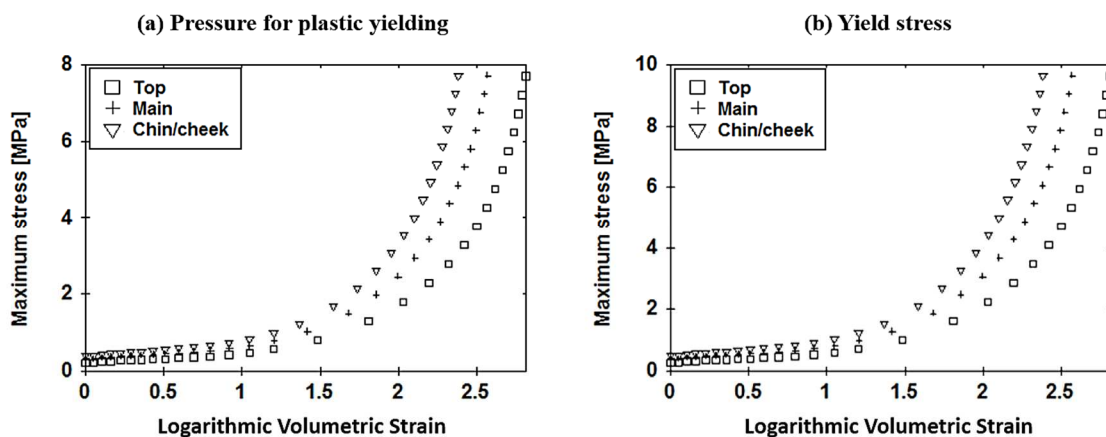 (a) Pressure for plastic yielding
Maximum stress [MPa]
8
6
4
2
0
Top
Main
Chin/cheek
0 0.5 1 1.5 2 2.5
Logarithmic Volumetric Strain
(b) Yield stress
Maximum stress [MPa]
10
8
6
4
2
0
Top
Main
Chin/cheek
0 0.5 1 1.5 2 2.5
Logarithmic Volumetric Strain